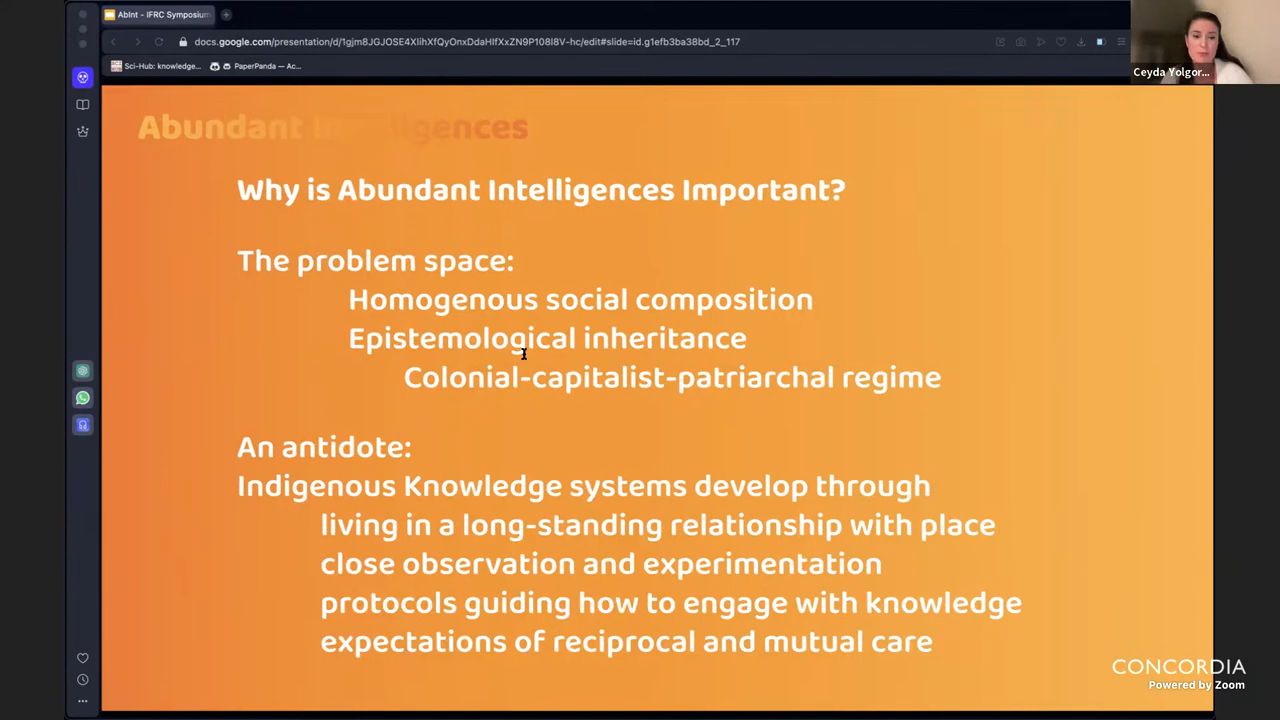 AbInt - IFRC Symposium
docs.google.com/presentation/d/1gjm8JGJOSE4XIihXfQyOnxDdaHIfXxZN9P108I8V-hc/edit#slide=id.g1efb3ba38bd_2_117
Sci-Hub: knowledge...
PaperPanda — Ac...
Ceyda Yolgor...
Abundant Intelligences
Why is Abundant Intelligences Important?
The problem space:
Homogenous social composition
Epistemological inheritance
Colonial-capitalist-patriarchal regime
An antidote:
Indigenous Knowledge systems develop through
living in a long-standing relationship with place
close observation and experimentation
protocols guiding how to engage with knowledge
expectations of reciprocal and mutual care
CONCORDIA
Powered by Zoom